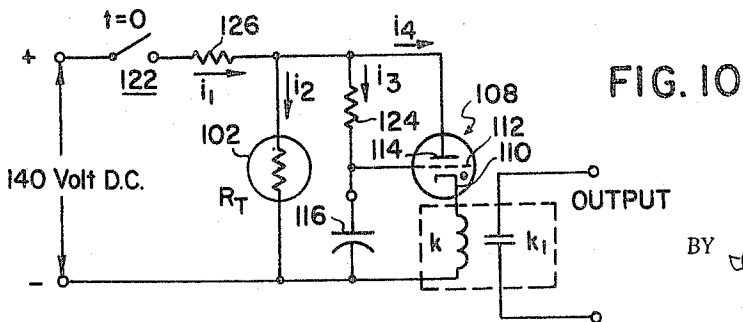 t=0
126
i4
+
122
i1
i2
i3
108
FIG. 10
124
112
102
114
110
140 Volt D.C.
RT
116
OUTPUT
k
k1
BY
-